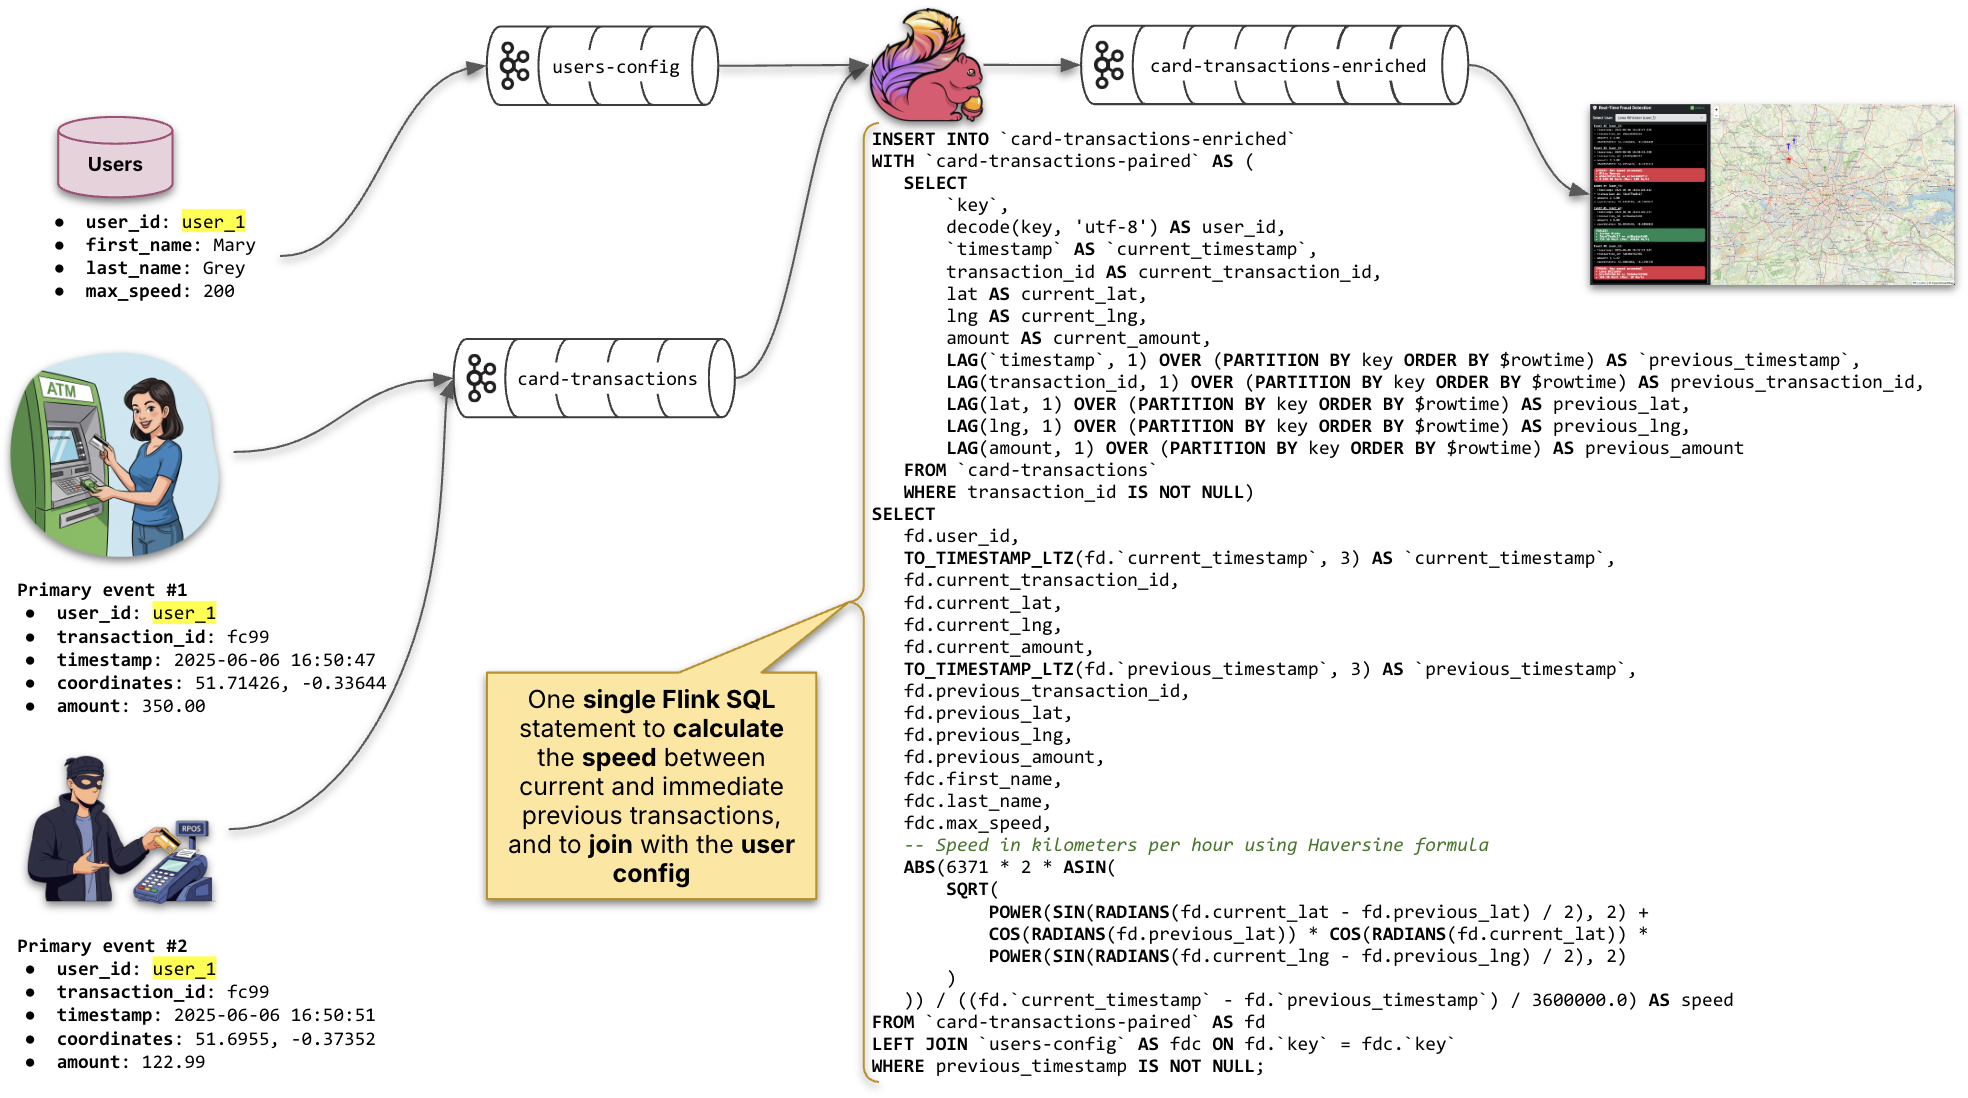 users-config
card-transactions-enriched
Users
● user_id: user_1
● first_name: Mary
● last_name: Grey
● max_speed: 200
card-transactions
ATM
Primary event #1
● user_id: user_1
● transaction_id: fc99
● timestamp: 2025-06-06 16:50:47
● coordinates: 51.71426, -0.33644
● amount: 350.00
RPOS
Primary event #2
● user_id: user_1
● transaction_id: fc99
● timestamp: 2025-06-06 16:50:51
● coordinates: 51.6955, -0.37352
● amount: 122.99
One single Flink SQL
statement to calculate
the speed between
current and immediate
previous transactions,
and to join with the user
config
INSERT INTO `card-transactions-enriched`
WITH `card-transactions-paired` AS (
SELECT
`key`,
decode(key, 'utf-8') AS user_id,
`timestamp` AS `current_timestamp`,
transaction_id AS current_transaction_id,
lat AS current_lat,
lng AS current_lng,
amount AS current_amount,
LAG(`timestamp`, 1) OVER (PARTITION BY key ORDER BY $rowtime) AS `previous_timestamp`,
LAG(transaction_id, 1) OVER (PARTITION BY key ORDER BY $rowtime) AS previous_transaction_id,
LAG(lat, 1) OVER (PARTITION BY key ORDER BY $rowtime) AS previous_lat,
LAG(lng, 1) OVER (PARTITION BY key ORDER BY $rowtime) AS previous_lng,
LAG(amount, 1) OVER (PARTITION BY key ORDER BY $rowtime) AS previous_amount
FROM `card-transactions`
WHERE transaction_id IS NOT NULL)
SELECT
fd.user_id,
TO_TIMESTAMP_LTZ(fd.`current_timestamp`, 3) AS `current_timestamp`,
fd.current_transaction_id,
fd.current_lat,
fd.current_lng,
fd.current_amount,
TO_TIMESTAMP_LTZ(fd.`previous_timestamp`, 3) AS `previous_timestamp`,
fd.previous_transaction_id,
fd.previous_lat,
fd.previous_lng,
fd.previous_amount,
fdc.first_name,
fdc.last_name,
fdc.max_speed,
-- Speed in kilometers per hour using Haversine formula
ABS(6371 * 2 * ASIN(
SQRT(
POWER(SIN(RADIANS(fd.current_lat - fd.previous_lat) / 2), 2) +
COS(RADIANS(fd.previous_lat)) * COS(RADIANS(fd.current_lat)) *
POWER(SIN(RADIANS(fd.current_lng - fd.previous_lng) / 2), 2)
)
)) / ((fd.`current_timestamp` - fd.`previous_timestamp`) / 3600000.0) AS speed
FROM `card-transactions-paired` AS fd
LEFT JOIN `users-config` AS fdc ON fd.`key` = fdc.`key`
WHERE previous_timestamp IS NOT NULL;
Real-Time Fraud Detection